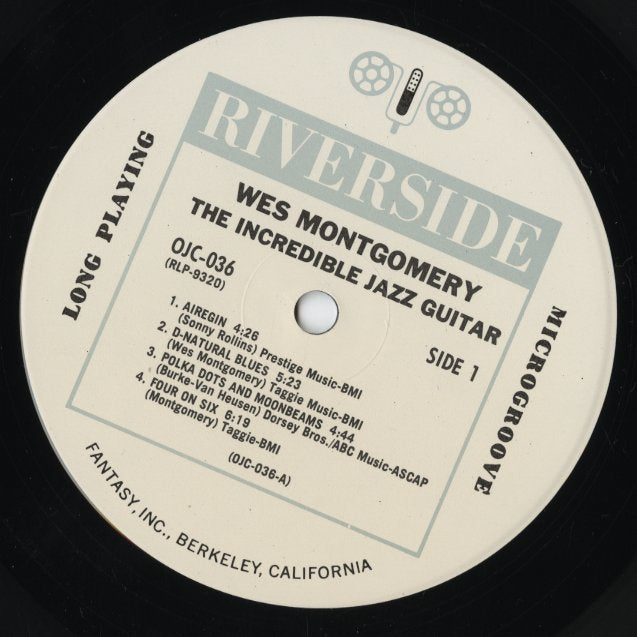 RIVERSIDE
WES MONTGOMERY
THE INCREDIBLE JAZZ GUITAR
OJC-036
(RLP-9320)
SIDE 1
1. AIREGIN 4:26
(Sonny Rollins) Prestige Music-BMI
2. D-NATURAL BLUES 5:23
(Wes Montgomery) Taggie Music-BMI
3. POLKA DOTS AND MOONBEAMS 4:44
(Burke-Van Heusen) Dorsey Bros./ABC Music-ASCAP
4. FOUR ON SIX 6:19
(Montgomery) Taggie-BMI
(OJC-036-A)
LONG PLAYING
MICROGROOVE
FANTASY, INC., BERKELEY, CALIFORNIA